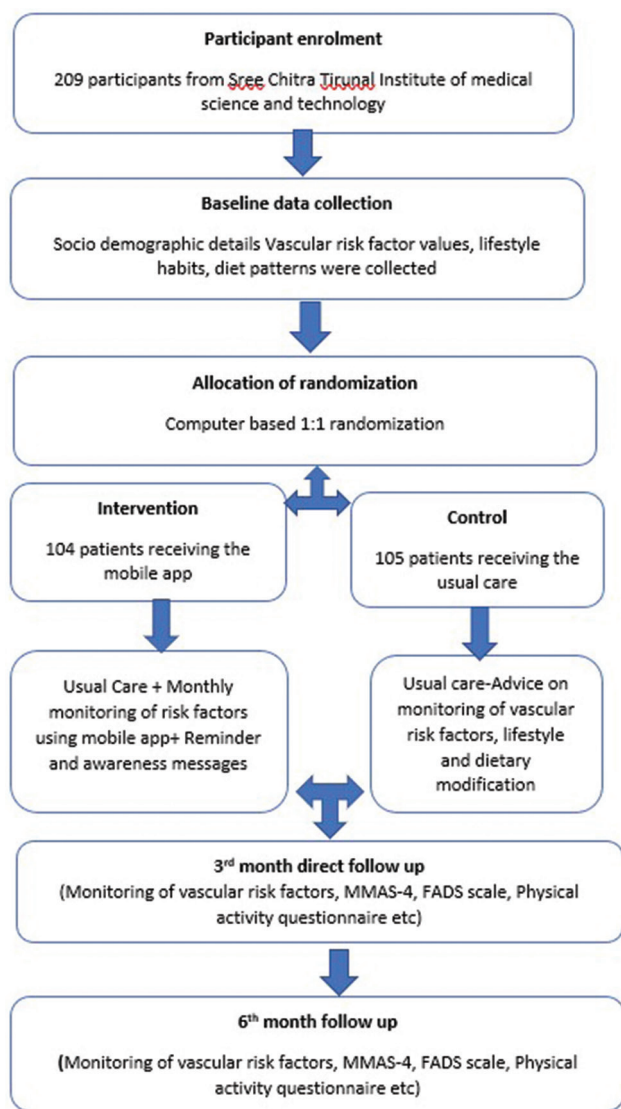 Participant enrolment
209 participants from Sree Chitra Tirunal Institute of medical
science and technology
Baseline data collection
Socio demographic details Vascular risk factor values, lifestyle
habits, diet patterns were collected
Allocation of randomization
Computer based 1:1 randomization
Intervention
104 patients receiving the
mobile app
Control
105 patients receiving the
usual care
Usual Care + Monthly
monitoring of risk factors
using mobile app+ Reminder
and awareness messages
Usual care-Advice on
monitoring of vascular
risk factors, lifestyle
and dietary
modification
3rd month direct follow up
(Monitoring of vascular risk factors, MMAS-4, FADS scale, Physical
activity questionnaire etc)
6th month follow up
(Monitoring of vascular risk factors, MMAS-4, FADS scale, Physical
activity questionnaire etc)